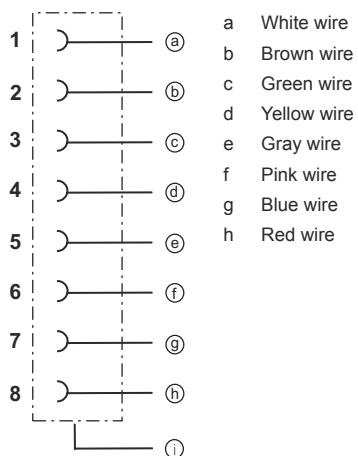 1 ⓐ a White wire
2 ⓑ b Brown wire
3 ⓒ c Green wire
4 ⓓ d Yellow wire
5 ⓔ e Gray wire
6 ⓕ f Pink wire
7 ⓖ g Blue wire
8 ⓗ h Red wire
ⓘ